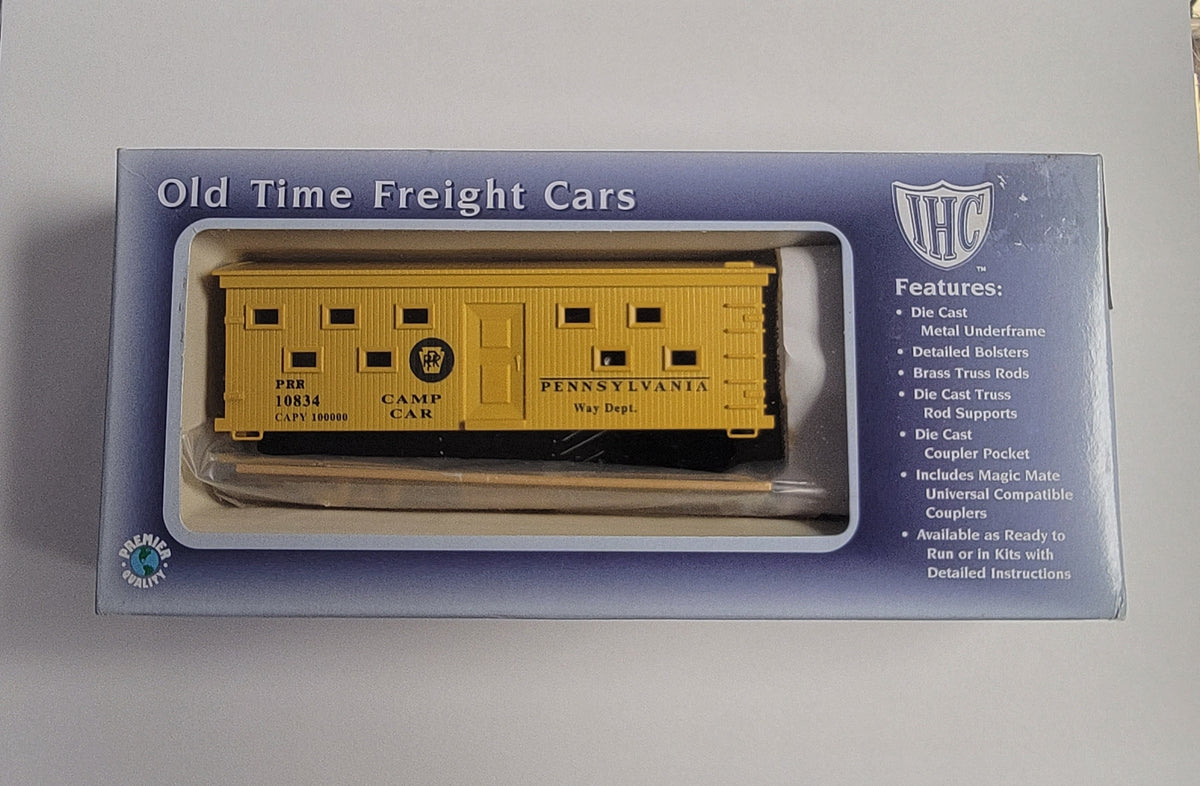 Old Time Freight Cars
IHC
™
Features:
• Die Cast
Metal Underframe
• Detailed Bolsters
• Brass Truss Rods
• Die Cast Truss
Rod Supports
• Die Cast
Coupler Pocket
• Includes Magic Mate
Universal Compatible
Couplers
• Available as Ready to
Run or in Kits with
Detailed Instructions
PRR
PRR
10834
CAPY 100000
CAMP
CAR
PENNSYLVANIA
Way Dept.
PREMIER
QUALITY